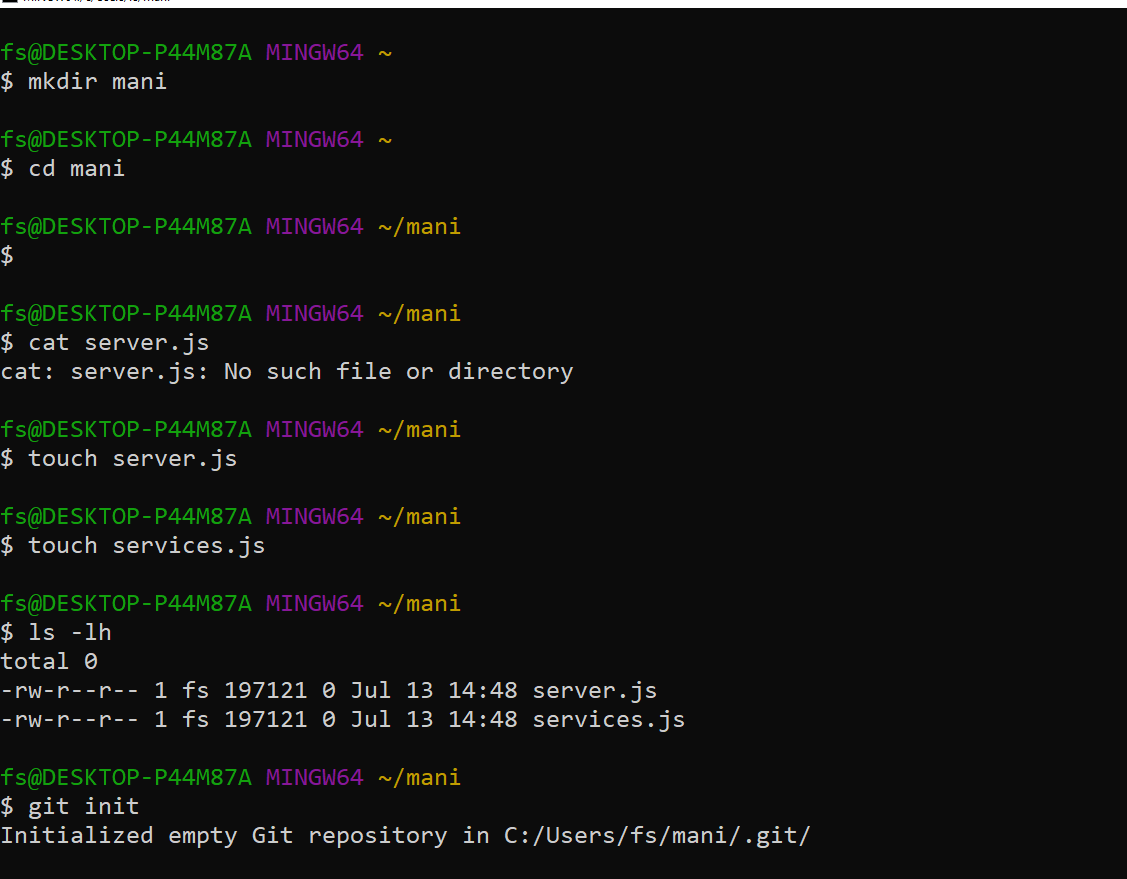 fs@DESKTOP-P44M87A MINGW64 ~
$ mkdir mani
fs@DESKTOP-P44M87A MINGW64 ~
$ cd mani
fs@DESKTOP-P44M87A MINGW64 ~/mani
$
fs@DESKTOP-P44M87A MINGW64 ~/mani
$ cat server.js
cat: server.js: No such file or directory
fs@DESKTOP-P44M87A MINGW64 ~/mani
$ touch server.js
fs@DESKTOP-P44M87A MINGW64 ~/mani
$ touch services.js
fs@DESKTOP-P44M87A MINGW64 ~/mani
$ ls -lh
total 0
-rw-r--r-- 1 fs 197121 0 Jul 13 14:48 server.js
-rw-r--r-- 1 fs 197121 0 Jul 13 14:48 services.js
fs@DESKTOP-P44M87A MINGW64 ~/mani
$ git init
Initialized empty Git repository in C:/Users/fs/mani/.git/